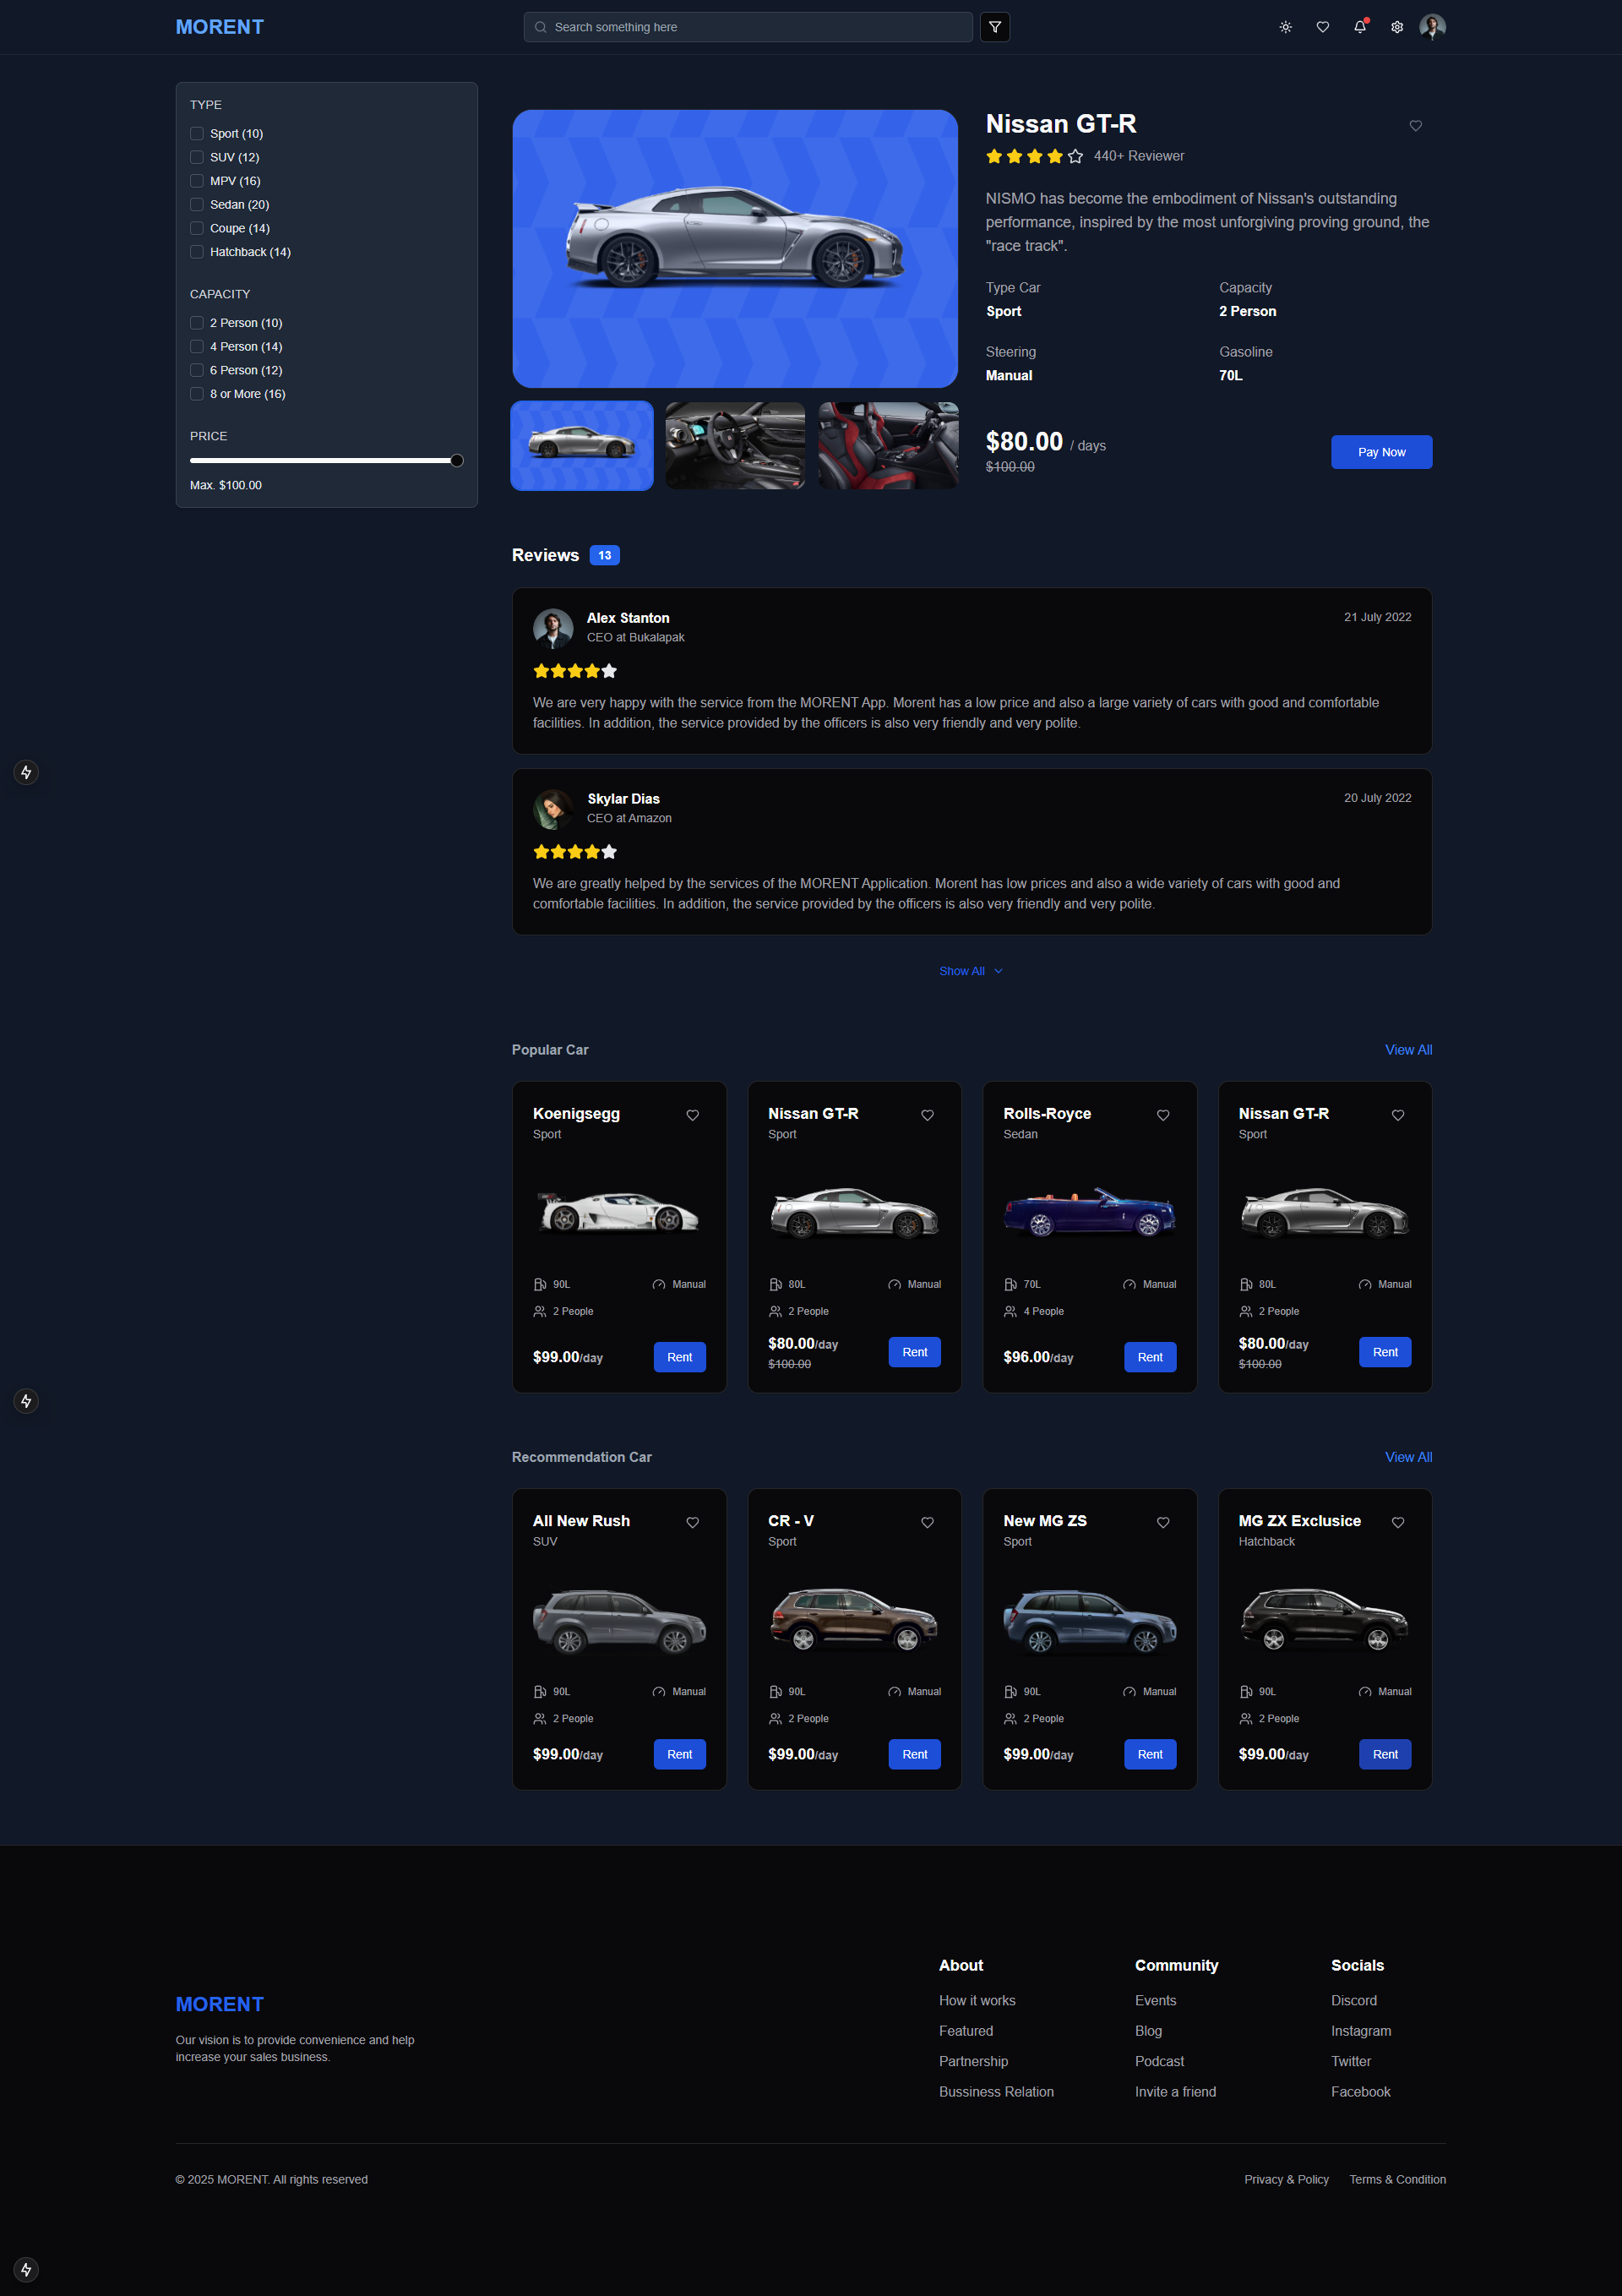 MORENT
Search something here
TYPE
Sport (10)
SUV (12)
MPV (16)
Sedan (20)
Coupe (14)
Hatchback (14)
CAPACITY
2 Person (10)
4 Person (14)
6 Person (12)
8 or More (16)
PRICE
Max. $100.00
Nissan GT-R
440+ Reviewer
NISMO has become the embodiment of Nissan's outstanding
performance, inspired by the most unforgiving proving ground, the
"race track".
Type Car
Sport
Capacity
2 Person
Steering
Manual
Gasoline
70L
$80.00 / days
$100.00
Pay Now
Reviews 13
Alex Stanton
CEO at Bukalapak
21 July 2022
We are very happy with the service from the MORENT App. Morent has a low price and also a large variety of cars with good and comfortable
facilities. In addition, the service provided by the officers is also very friendly and very polite.
Skylar Dias
CEO at Amazon
20 July 2022
We are greatly helped by the services of the MORENT Application. Morent has low prices and also a wide variety of cars with good and
comfortable facilities. In addition, the service provided by the officers is also very friendly and very polite.
Show All
Popular Car
View All
Koenigsegg
Sport
90L
Manual
2 People
$99.00/day
Rent
Nissan GT-R
Sport
80L
Manual
2 People
$80.00/day
$100.00
Rent
Rolls-Royce
Sedan
70L
Manual
4 People
$96.00/day
Rent
Nissan GT-R
Sport
80L
Manual
2 People
$80.00/day
$100.00
Rent
Recommendation Car
View All
All New Rush
SUV
90L
Manual
2 People
$99.00/day
Rent
CR - V
Sport
90L
Manual
2 People
$99.00/day
Rent
New MG ZS
Sport
90L
Manual
2 People
$99.00/day
Rent
MG ZX Exclusice
Hatchback
90L
Manual
2 People
$99.00/day
Rent
MORENT
Our vision is to provide convenience and help
increase your sales business.
About
How it works
Featured
Partnership
Bussiness Relation
Community
Events
Blog
Podcast
Invite a friend
Socials
Discord
Instagram
Twitter
Facebook
© 2025 MORENT. All rights reserved
Privacy & Policy
Terms & Condition